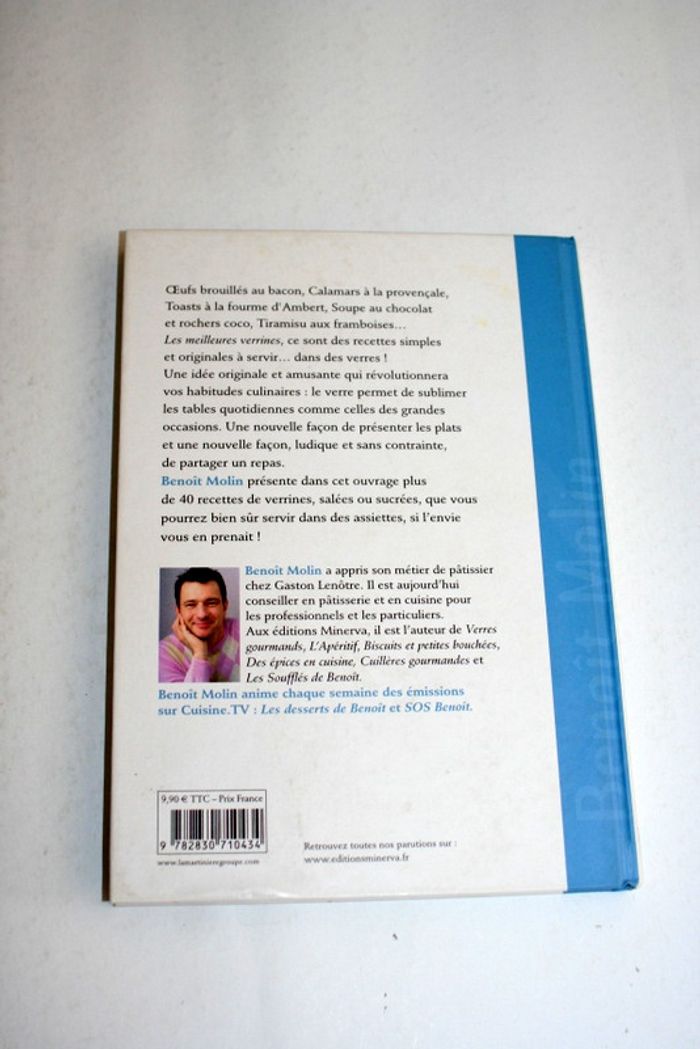 Œufs brouillés au bacon, Calamars à la provençale,
Toasts à la fourme d'Ambert, Soupe au chocolat
et rochers coco, Tiramisu aux framboises...
Les meilleures verrines, ce sont des recettes simples
et originales à servir... dans des verres !
Une idée originale et amusante qui révolutionnera
vos habitudes culinaires : le verre permet de sublimer
les tables quotidiennes comme celles des grandes
occasions. Une nouvelle façon de présenter les plats
et une nouvelle façon, ludique et sans contrainte,
de partager un repas.
Benoît Molin présente dans cet ouvrage plus
de 40 recettes de verrines, salées ou sucrées, que vous
pourrez bien sûr servir dans des assiettes, si l'envie
vous en prenait !
Benoît Molin a appris son métier de pâtissier
chez Gaston Lenôtre. Il est aujourd'hui
conseiller en pâtisserie et en cuisine pour
les professionnels et les particuliers.
Aux éditions Minerva, il est l'auteur de Verres
gourmands, L'Apéritif, Biscuits et petites bouchées,
Des épices en cuisine, Cuillères gourmandes et
Les Soufflés de Benoît.
Benoît Molin anime chaque semaine des émissions
sur Cuisine.TV : Les desserts de Benoît et SOS Benoît.
9,90 € TTC – Prix France
9 782830 710434
www.lamartinieregroupe.com
Retrouvez toutes nos parutions sur :
www.editionsminerva.fr
Benoît Molin